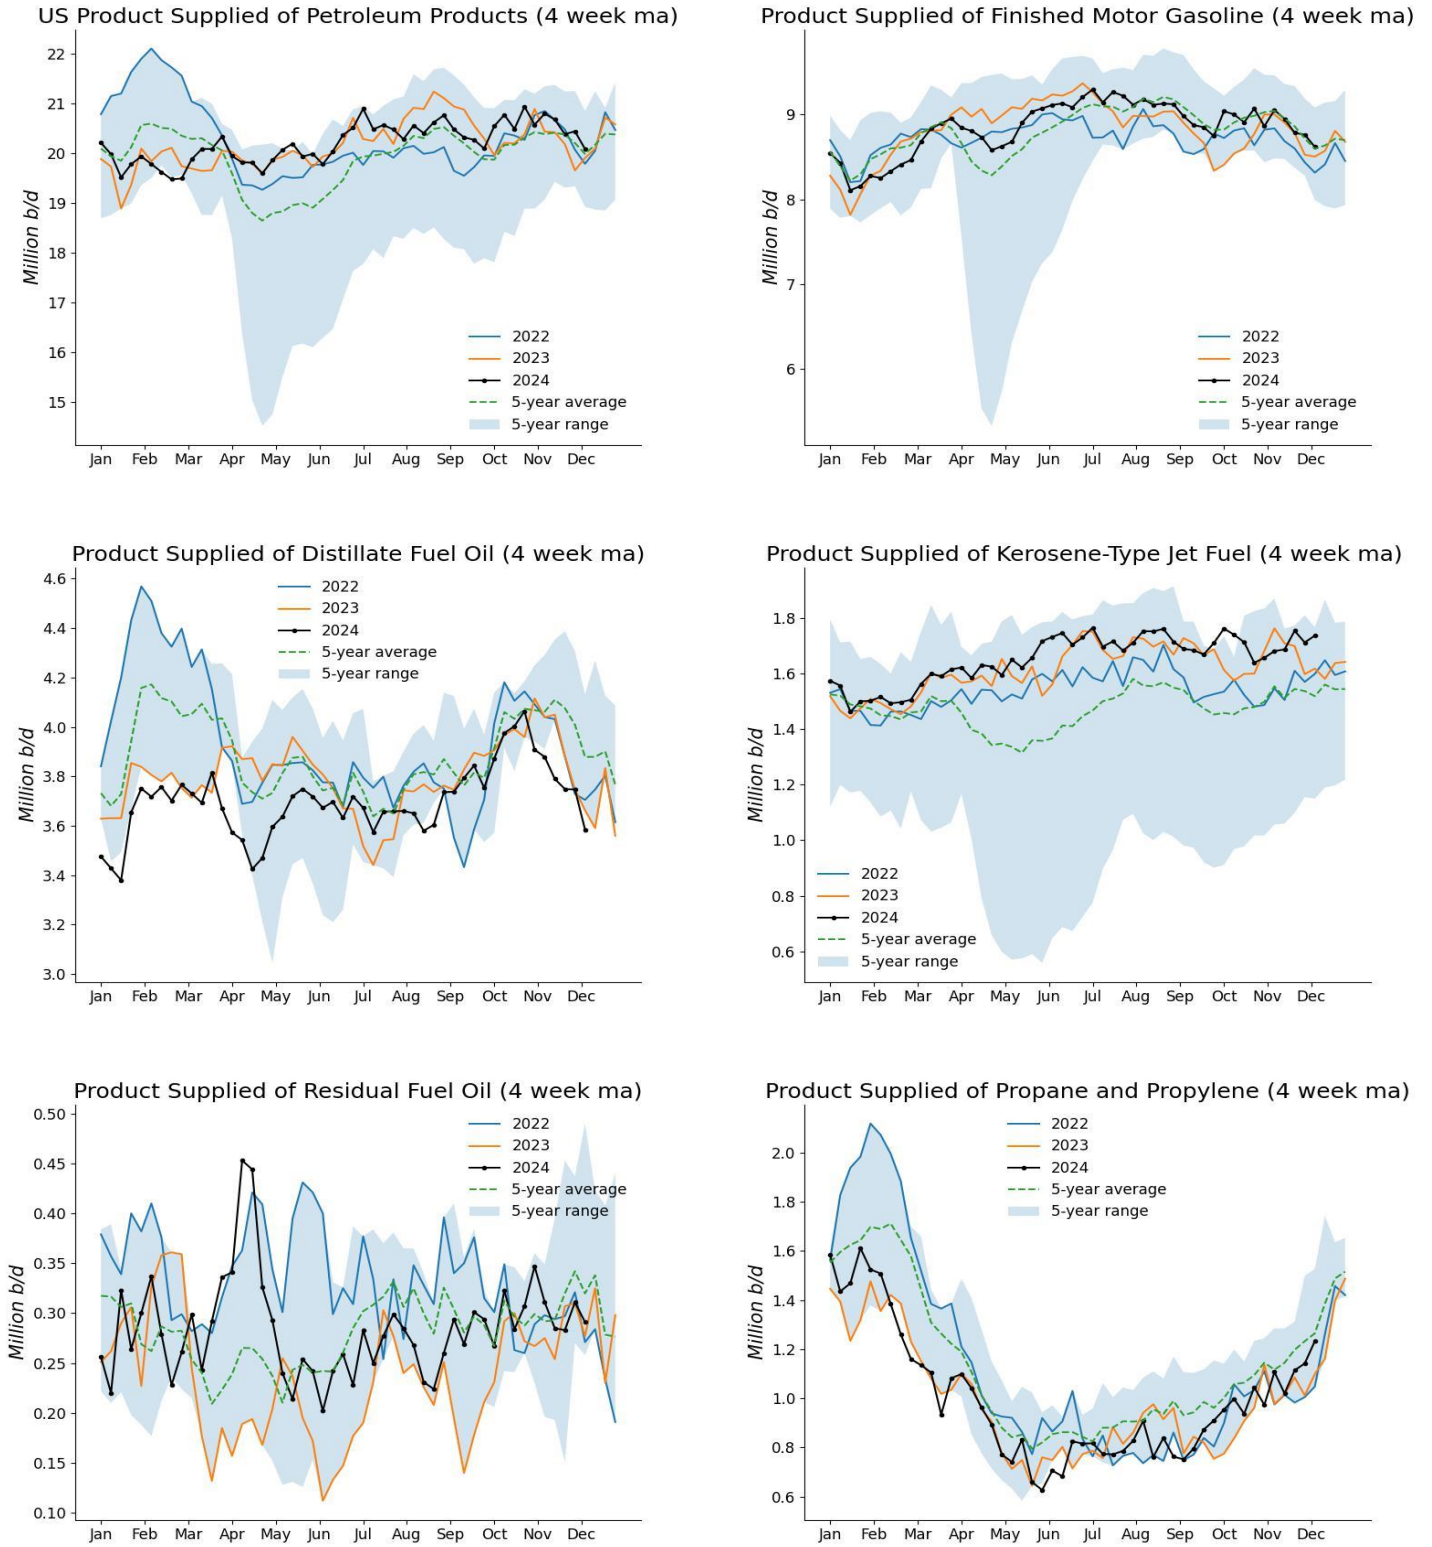 US Product Supplied of Petroleum Products (4 week ma)
Million b/d
22
21
20
19
18
17
16
15
2022
2023
2024
5-year average
5-year range
Jan Feb Mar Apr May Jun Jul Aug Sep Oct Nov Dec
Product Supplied of Finished Motor Gasoline (4 week ma)
Million b/d
9
8
7
6
2022
2023
2024
5-year average
5-year range
Jan Feb Mar Apr May Jun Jul Aug Sep Oct Nov Dec
Product Supplied of Distillate Fuel Oil (4 week ma)
Million b/d
4.6
4.4
4.2
4.0
3.8
3.6
3.4
3.2
3.0
2022
2023
2024
5-year average
5-year range
Jan Feb Mar Apr May Jun Jul Aug Sep Oct Nov Dec
Product Supplied of Kerosene-Type Jet Fuel (4 week ma)
Million b/d
1.8
1.6
1.4
1.2
1.0
0.8
0.6
2022
2023
2024
5-year average
5-year range
Jan Feb Mar Apr May Jun Jul Aug Sep Oct Nov Dec
Product Supplied of Residual Fuel Oil (4 week ma)
Million b/d
0.50
0.45
0.40
0.35
0.30
0.25
0.20
0.15
0.10
2022
2023
2024
5-year average
5-year range
Jan Feb Mar Apr May Jun Jul Aug Sep Oct Nov Dec
Product Supplied of Propane and Propylene (4 week ma)
Million b/d
2.0
1.8
1.6
1.4
1.2
1.0
0.8
0.6
2022
2023
2024
5-year average
5-year range
Jan Feb Mar Apr May Jun Jul Aug Sep Oct Nov Dec